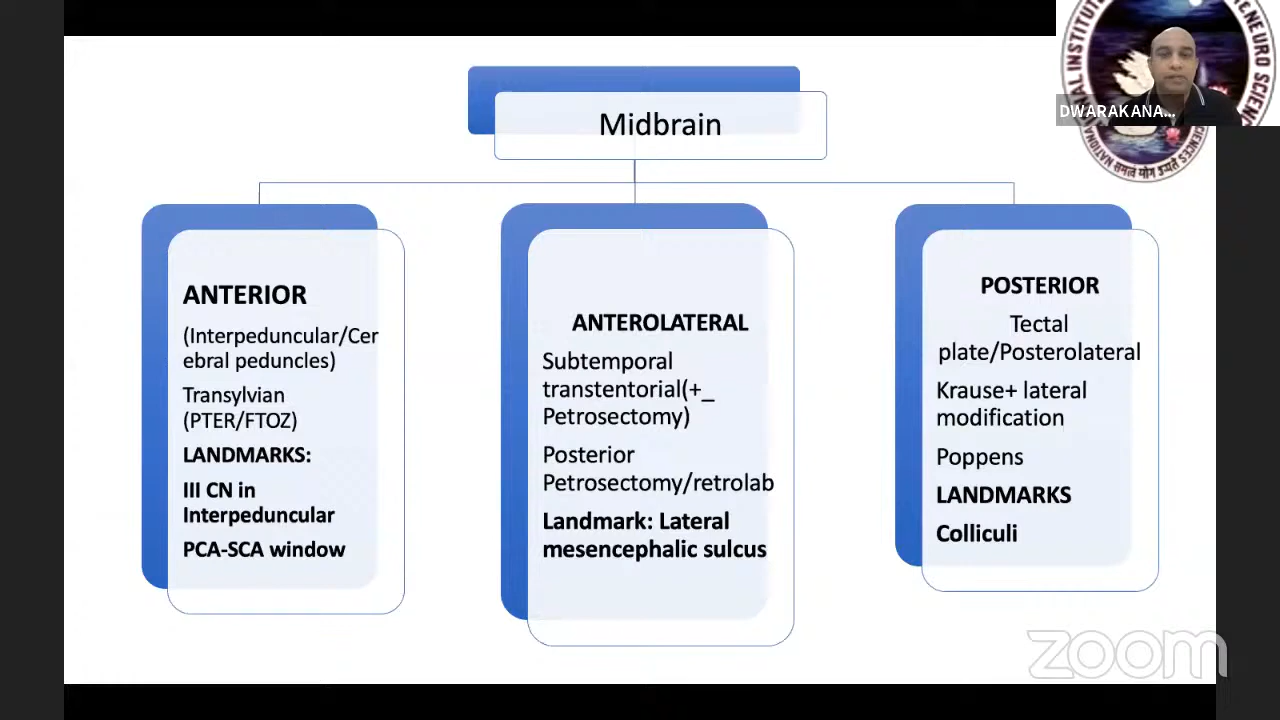 Midbrain
ANTERIOR
(Interpeduncular/Cer
ebral peduncles)
Transylvian
(PTER/FTOZ)
LANDMARKS:
III CN in
Interpeduncular
PCA-SCA window
ANTEROLATERAL
Subtemporal
transtentorial(+_
Petrosectomy)
Posterior
Petrosectomy/retrolab
Landmark: Lateral
mesencephalic sulcus
POSTERIOR
Tectal
plate/Posterolateral
Krause+ lateral
modification
Poppens
LANDMARKS
Colliculi
DWARAKANA...
zoom